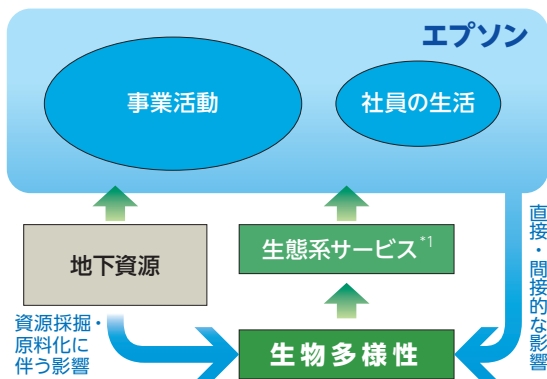 エプソン
事業活動
社員の生活
地下資源
生態系サービス*1
直接・間接的な影響
資源採掘・
原料化に
伴う影響
生物多様性